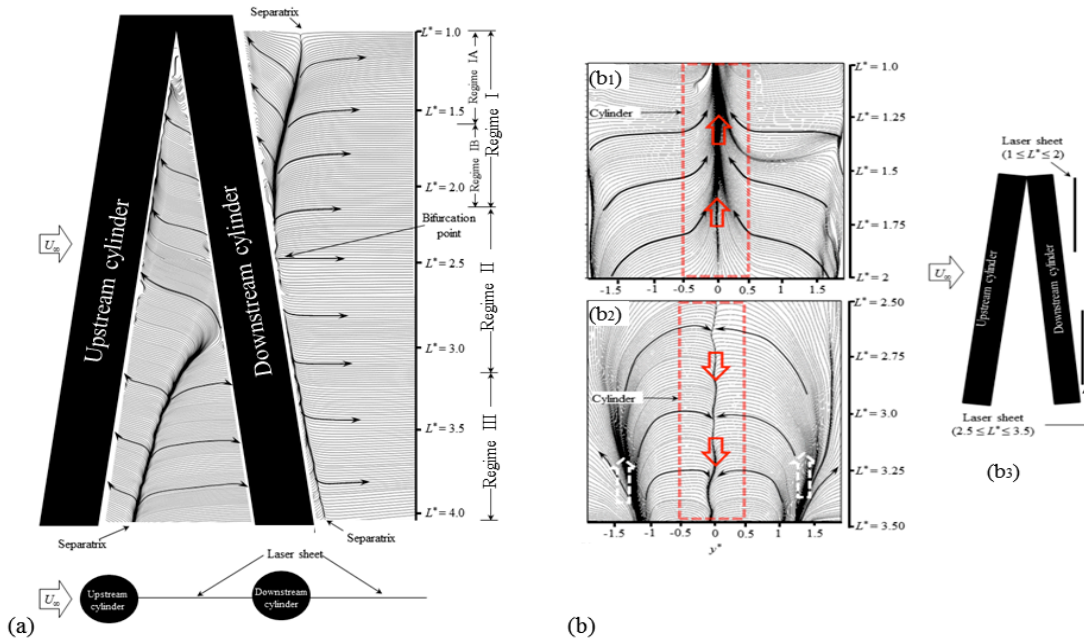 (a)
Separatrix
L* = 1.0
L* = 1.5
L* = 2.0
L* = 2.5
L* = 3.0
L* = 3.5
L* = 4.0
Regime IA
Regime IB
Regime I
Regime II
Regime III
Bifurcation
point
U∞
Upstream cylinder
Downstream cylinder
Separatrix
Separatrix
Laser sheet
U∞
Upstream
cylinder
Downstream
cylinder
(a)
(b)
(b1)
Cylinder
L* = 1.0
L* = 1.25
L* = 1.5
L* = 1.75
L* = 2
-1.5 -0.5 0 0.5 1.5
(b2)
Cylinder
L* = 2.50
L* = 2.75
L* = 3.0
L* = 3.25
L* = 3.50
-1.5 -1 -0.5 0 0.5 1 1.5
y*
(b)
Laser sheet
(1 ≤ L* ≤ 2)
U∞
Upstream cylinder
Downstream cylinder
Laser sheet
(2.5 ≤ L* ≤ 3.5)
(b3)